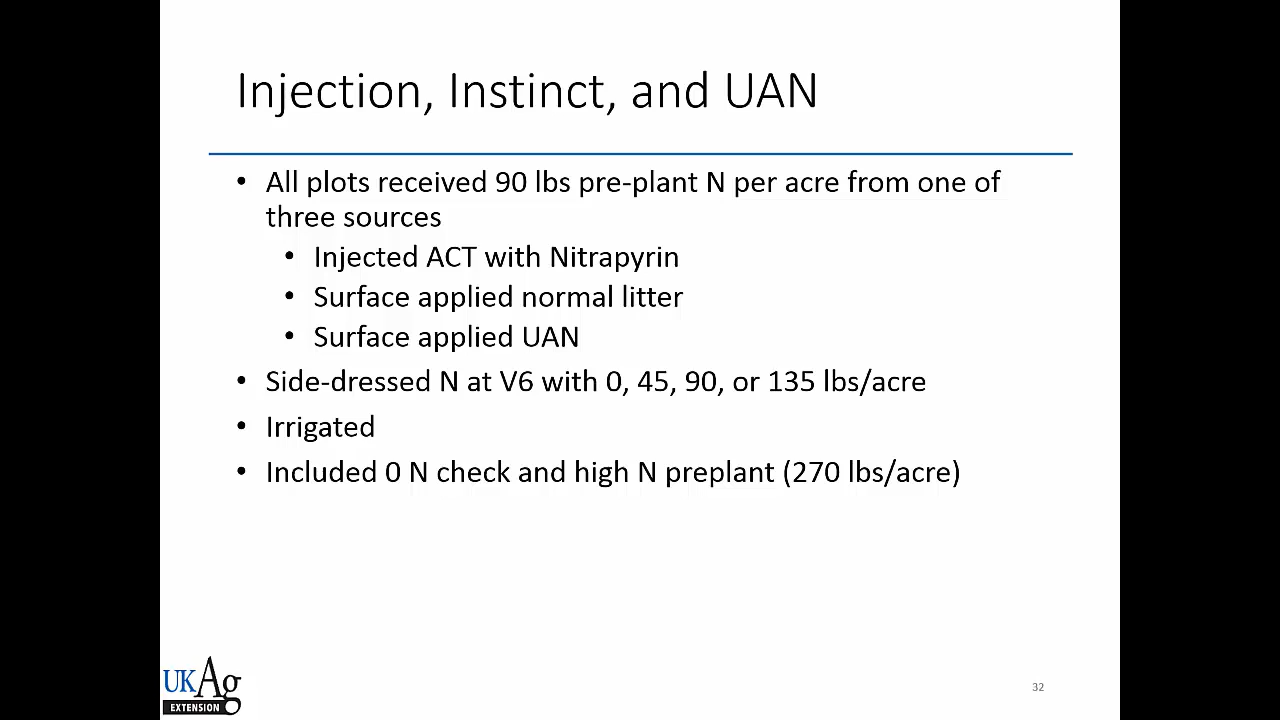 Injection, Instinct, and UAN
• All plots received 90 lbs pre-plant N per acre from one of
three sources
• Injected ACT with Nitrapyrin
• Surface applied normal litter
• Surface applied UAN
• Side-dressed N at V6 with 0, 45, 90, or 135 lbs/acre
• Irrigated
• Included 0 N check and high N preplant (270 lbs/acre)
UKAg
EXTENSION
32